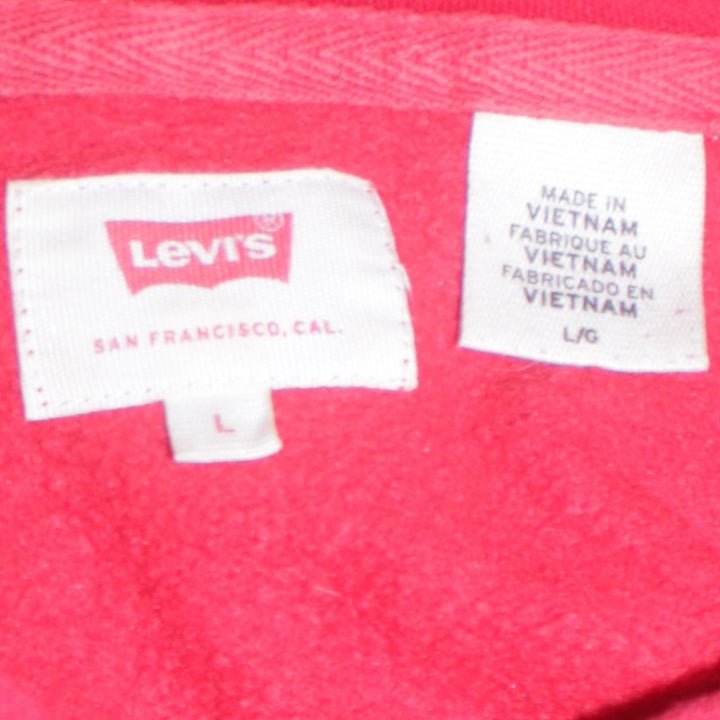 Levi's®
SAN FRANCISCO, CAL.
L
MADE IN
VIETNAM
FABRIQUE AU
VIETNAM
FABRICADO EN
VIETNAM
L/G